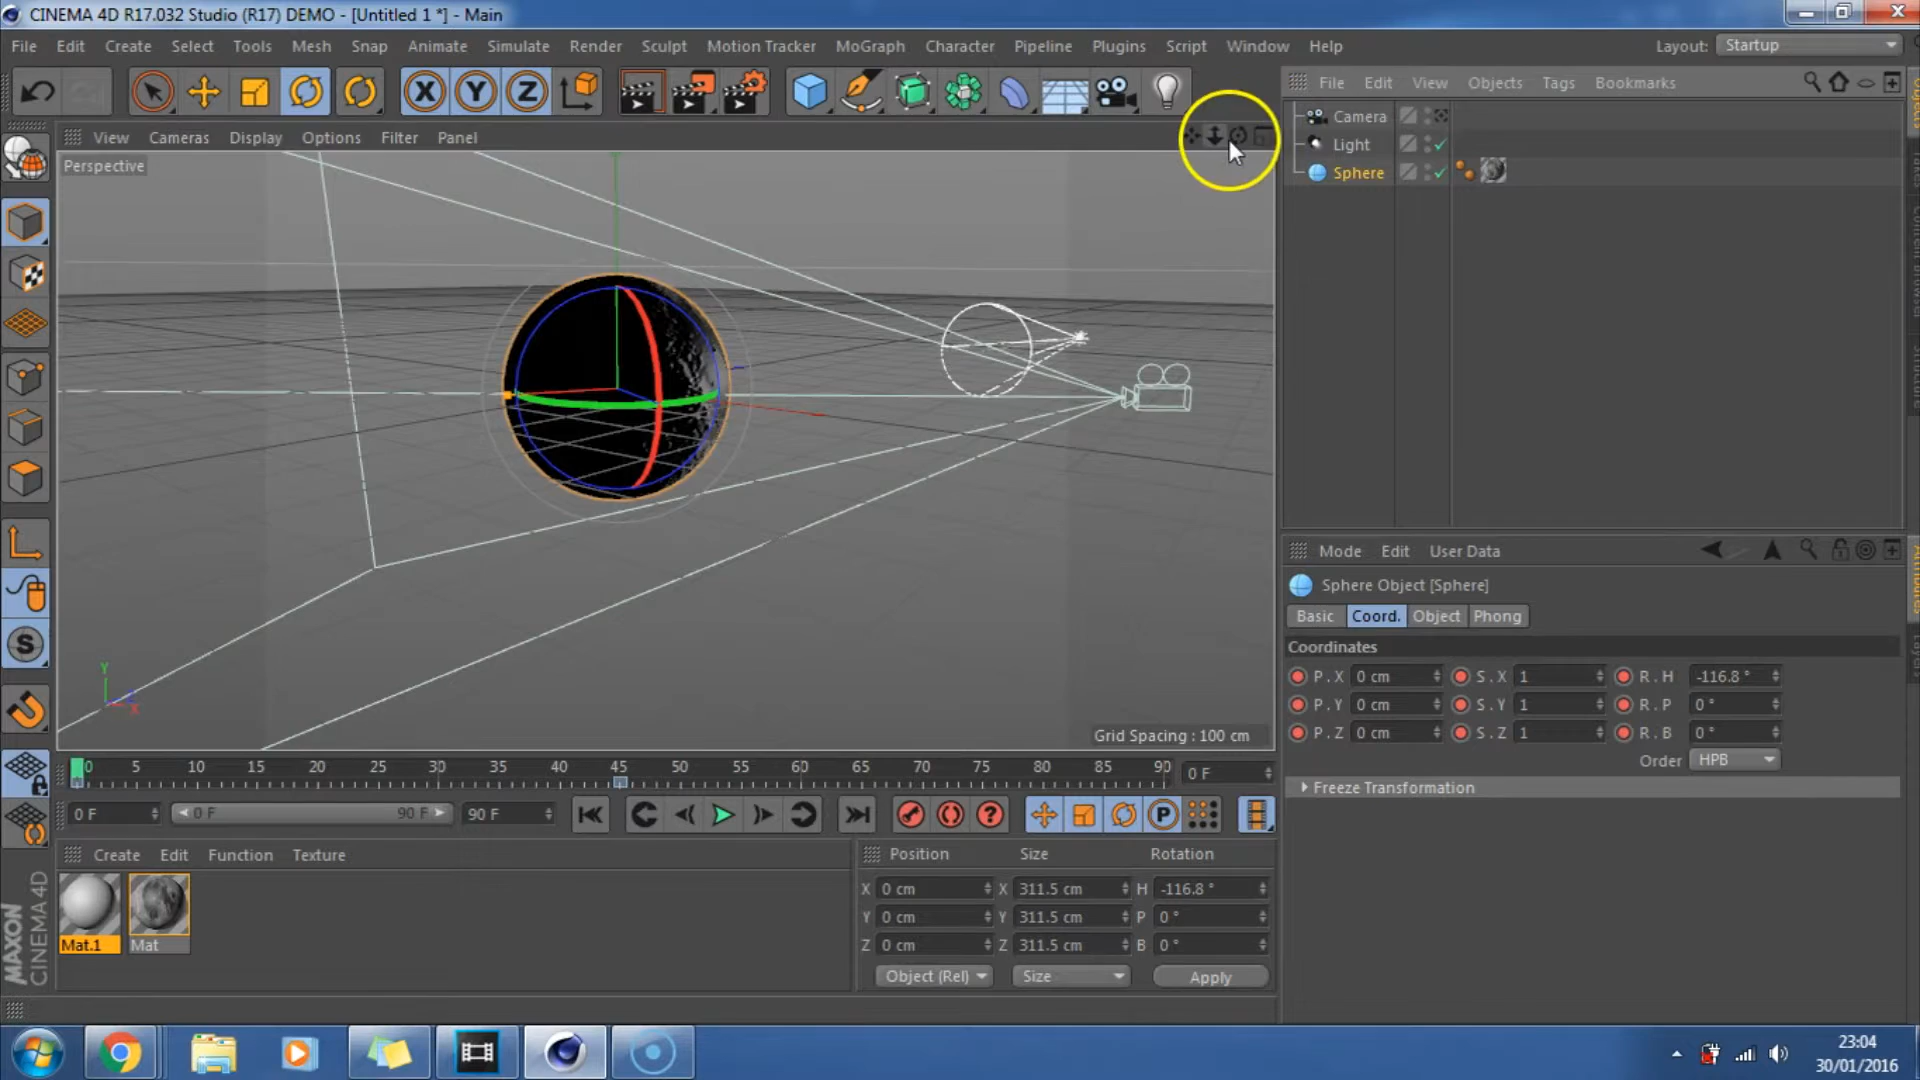 CINEMA 4D R17.032 Studio (R17) DEMO - [Untitled 1 *] - Main
File Edit Create Select Tools Mesh Snap Animate Simulate Render Sculpt Motion Tracker MoGraph Character Pipeline Plugins Script Window Help Layout: Startup
X Y Z
File Edit View Objects Tags Bookmarks
View Cameras Display Options Filter Panel
Perspective
Camera
Light
Sphere
Grid Spacing : 100 cm
Y
X
Mode Edit User Data
Sphere Object [Sphere]
Basic Coord. Object Phong
Coordinates
P . X 0 cm S . X 1 R . H -116.8 °
P . Y 0 cm S . Y 1 R . P 0 °
P . Z 0 cm S . Z 1 R . B 0 °
Order HPB
Freeze Transformation
0 5 10 15 20 25 30 35 40 45 50 55 60 65 70 75 80 85 90 0 F
0 F 0 F 90 F 90 F
Create Edit Function Texture
Mat.1 Mat
Position Size Rotation
X 0 cm X 311.5 cm H -116.8 °
Y 0 cm Y 311.5 cm P 0 °
Z 0 cm Z 311.5 cm B 0 °
Object (Rel) Size Apply
MAXON
CINEMA 4D
23:04
30/01/2016